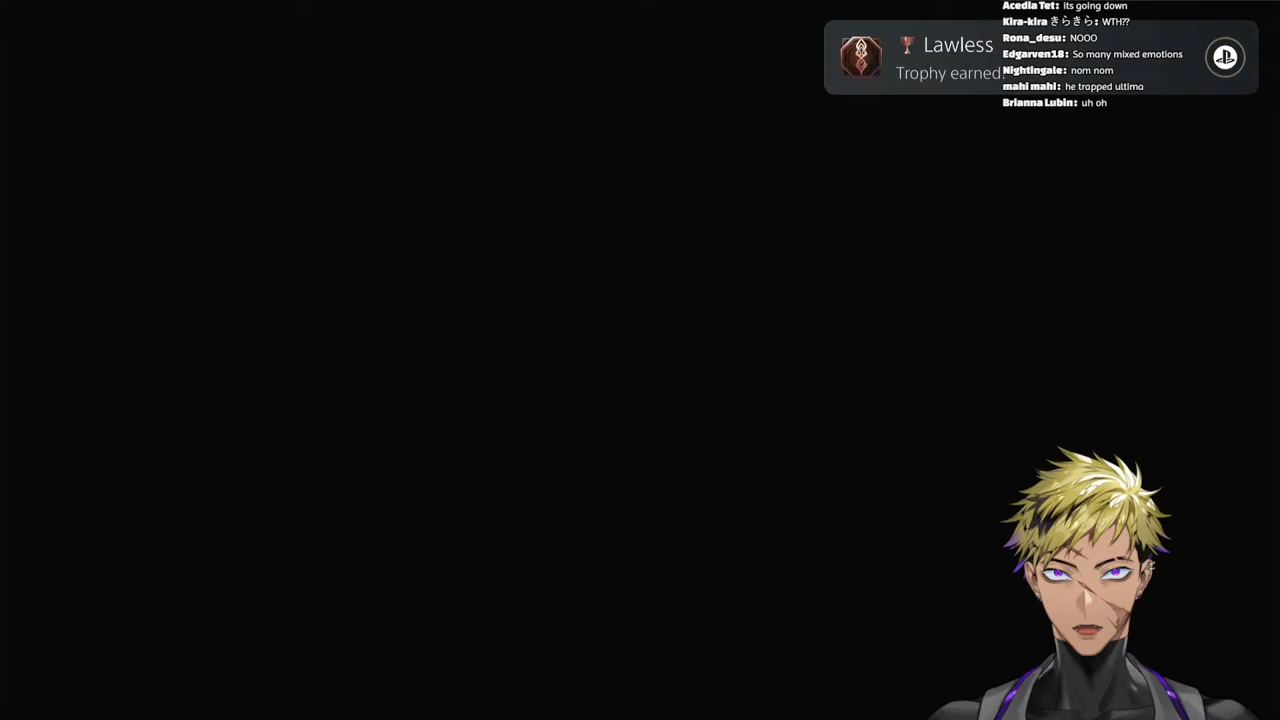 Acedia Tet: its going down
Kira-kira きらきら: WTH??
Rona_desu: NOOO
Edgarven18: So many mixed emotions
Nightingale: nom nom
mahi mahi: he trapped ultima
Brianna Lubin: uh oh
Lawless
Trophy earned!